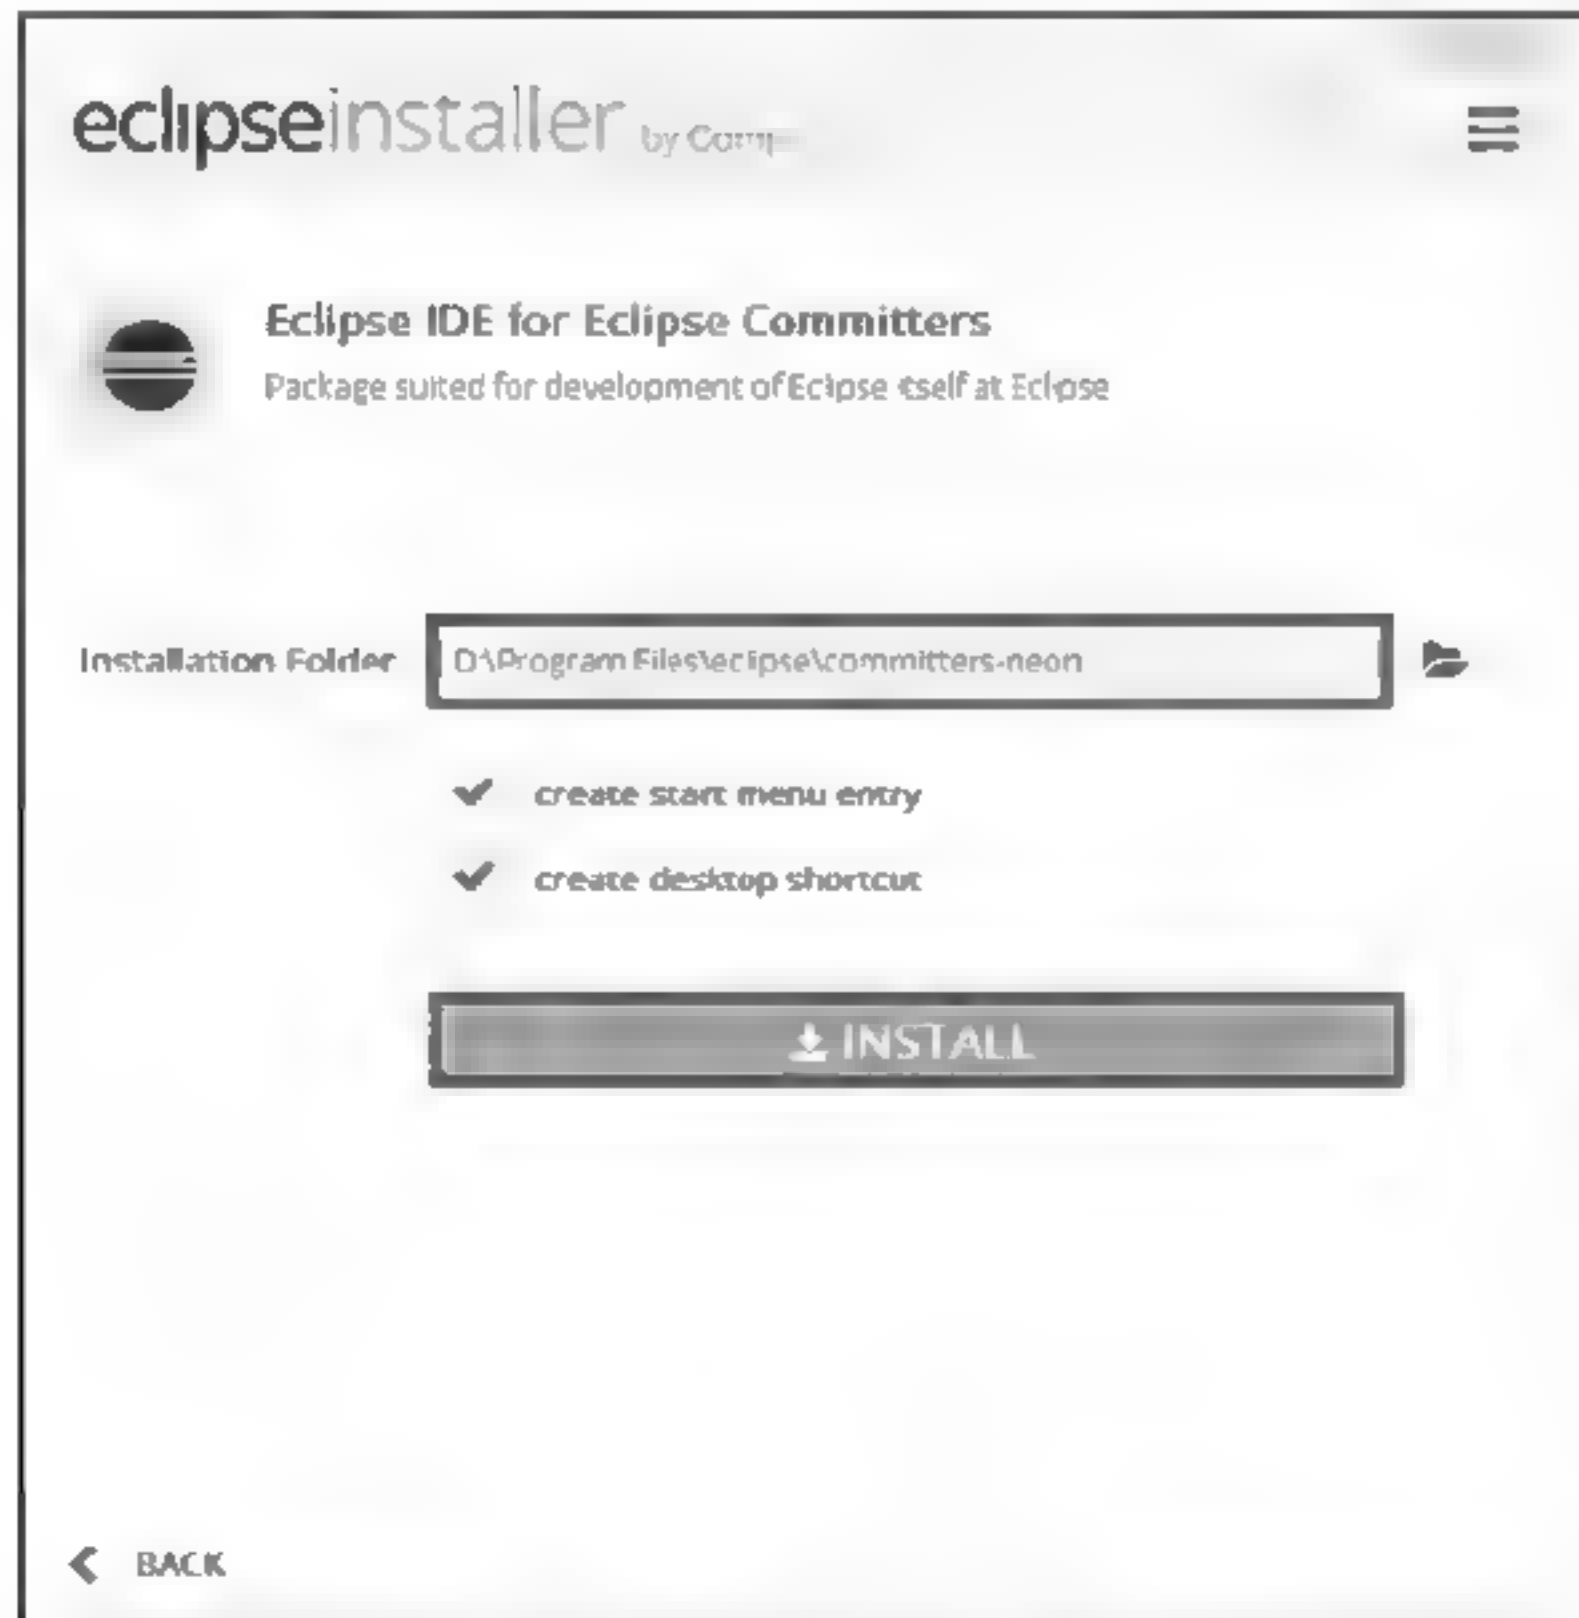 eclipseinstaller by
Eclipse IDE for Eclipse Committers
Package suited for development of Eclipse itself at Eclipse
Installation Folder D:\Program Files\eclipse\committers-neon
create start menu entry
create desktop shortcut
INSTALL
BACK